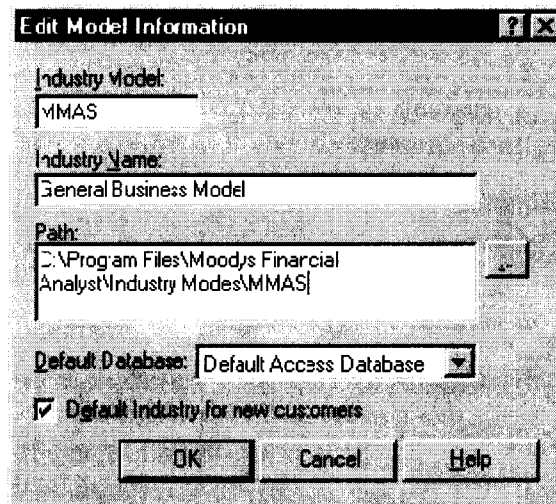 Edit Model Information
Industry Model:
MMAS
Industry Name:
General Business Model
Path:
C:\Program Files\Moodys Financial
Analyst\Industry Modes\MMAS
Default Database: Default Access Database
Default Industry for new customers
OK Cancel Help